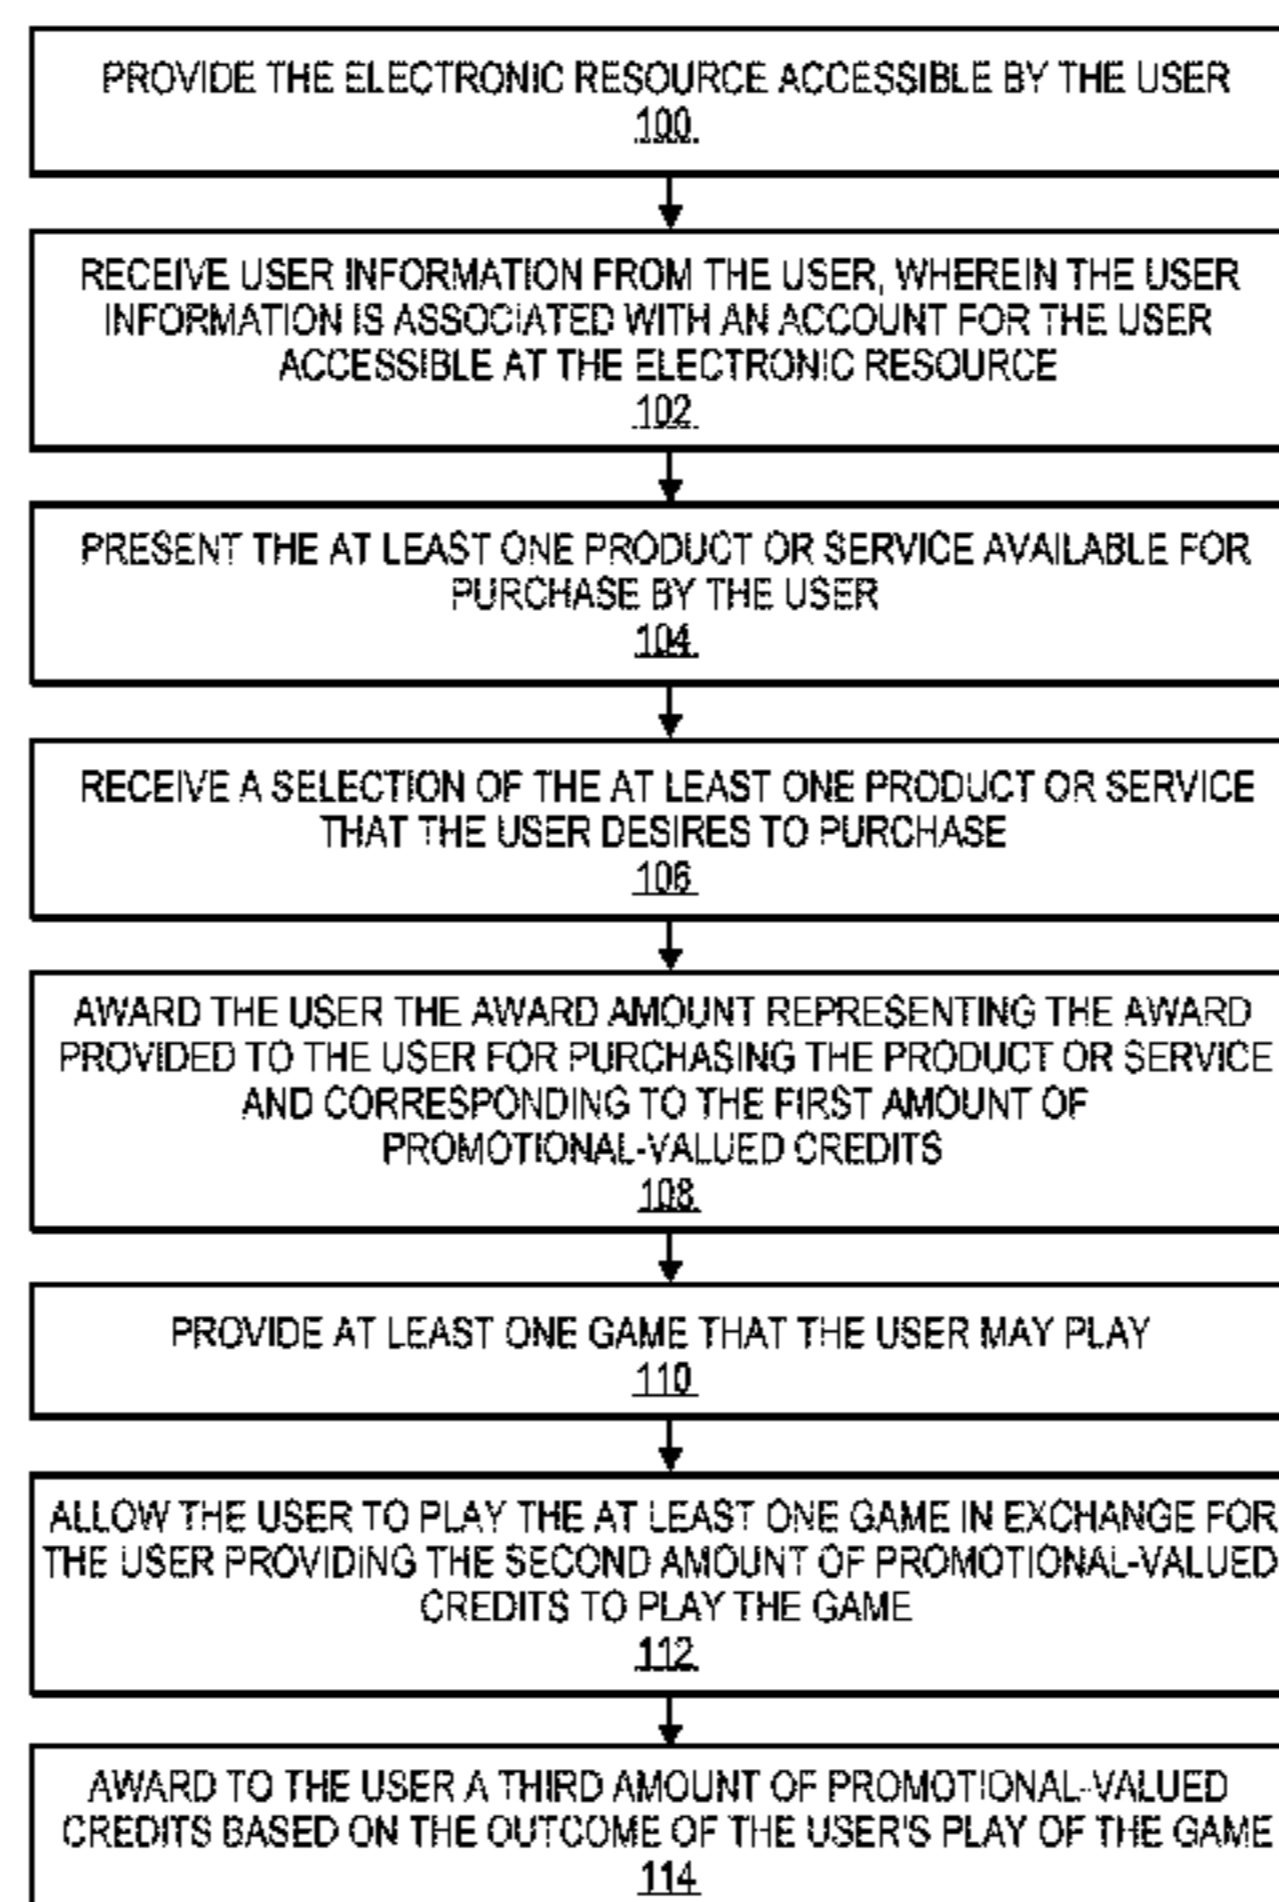 PROVIDE THE ELECTRONIC RESOURCE ACCESSIBLE BY THE USER
100
RECEIVE USER INFORMATION FROM THE USER, WHEREIN THE USER
INFORMATION IS ASSOCIATED WITH AN ACCOUNT FOR THE USER
ACCESSIBLE AT THE ELECTRONIC RESOURCE
102
PRESENT THE AT LEAST ONE PRODUCT OR SERVICE AVAILABLE FOR
PURCHASE BY THE USER
104
RECEIVE A SELECTION OF THE AT LEAST ONE PRODUCT OR SERVICE
THAT THE USER DESIRES TO PURCHASE
106
AWARD THE USER THE AWARD AMOUNT REPRESENTING THE AWARD
PROVIDED TO THE USER FOR PURCHASING THE PRODUCT OR SERVICE
AND CORRESPONDING TO THE FIRST AMOUNT OF
PROMOTIONAL-VALUED CREDITS
108
PROVIDE AT LEAST ONE GAME THAT THE USER MAY PLAY
110
ALLOW THE USER TO PLAY THE AT LEAST ONE GAME IN EXCHANGE FOR
THE USER PROVIDING THE SECOND AMOUNT OF PROMOTIONAL-VALUED
CREDITS TO PLAY THE GAME
112
AWARD TO THE USER A THIRD AMOUNT OF PROMOTIONAL-VALUED
CREDITS BASED ON THE OUTCOME OF THE USER'S PLAY OF THE GAME
114